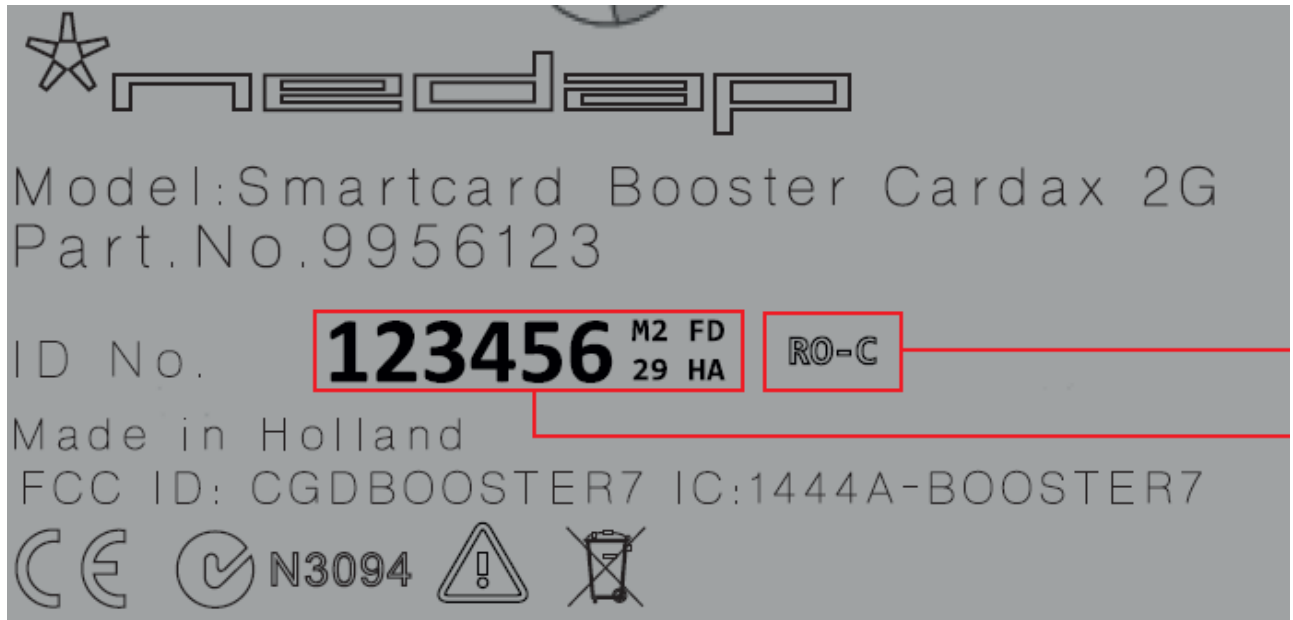 nedap
Model:Smartcard Booster Cardax 2G
Part.No.9956123
ID No. 123456 M2 FD RO-C
29 HA
Made in Holland
FCC ID: CGDBOOSTER7 IC:1444A-BOOSTER7
CE N3094